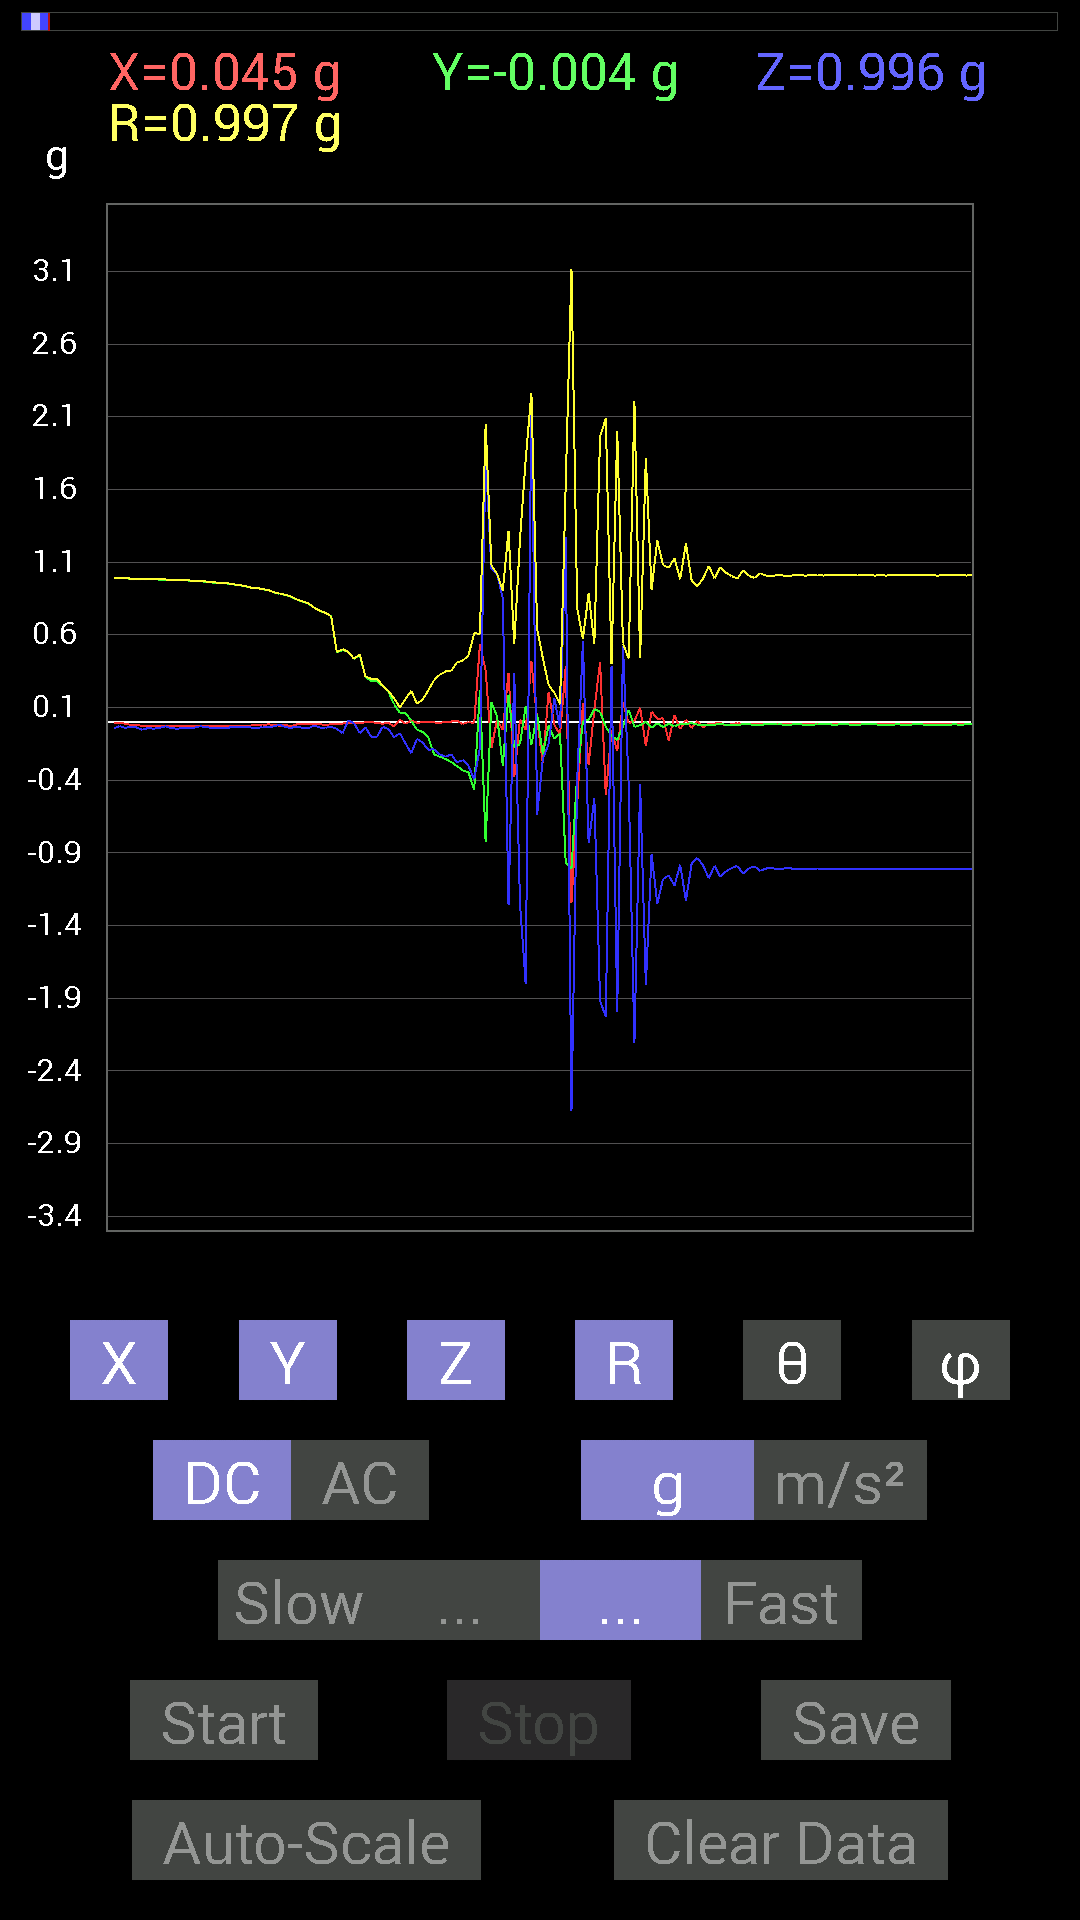 X=0.045 g Y=-0.004 g Z=0.996 g
R=0.997 g
g
3.1
2.6
2.1
1.6
1.1
0.6
0.1
-0.4
-0.9
-1.4
-1.9
-2.4
-2.9
-3.4
X Y Z R θ φ
DC AC g m/s²
Slow ... ... Fast
Start Stop Save
Auto-Scale Clear Data